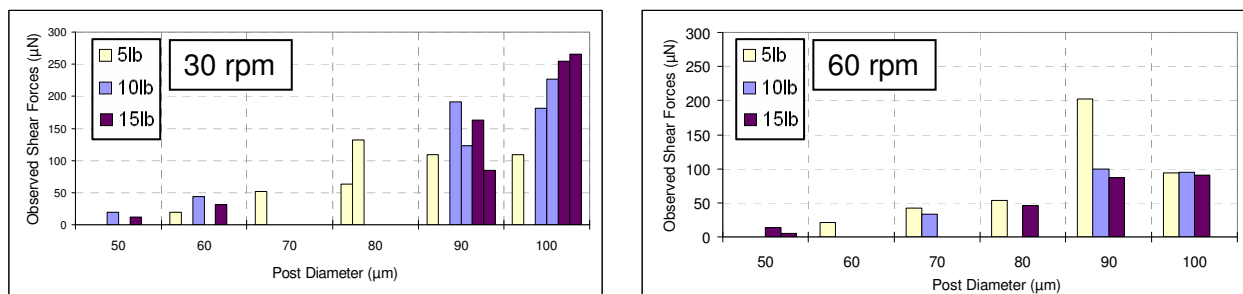 Observed Shear Forces (µN)
300
250
200
150
100
50
0
5lb
10lb
15lb
30 rpm
50 60 70 80 90 100
Post Diameter (µm)
Observed Shear Forces (µN)
300
250
200
150
100
50
0
5lb
10lb
15lb
60 rpm
50 60 70 80 90 100
Post Diameter (µm)